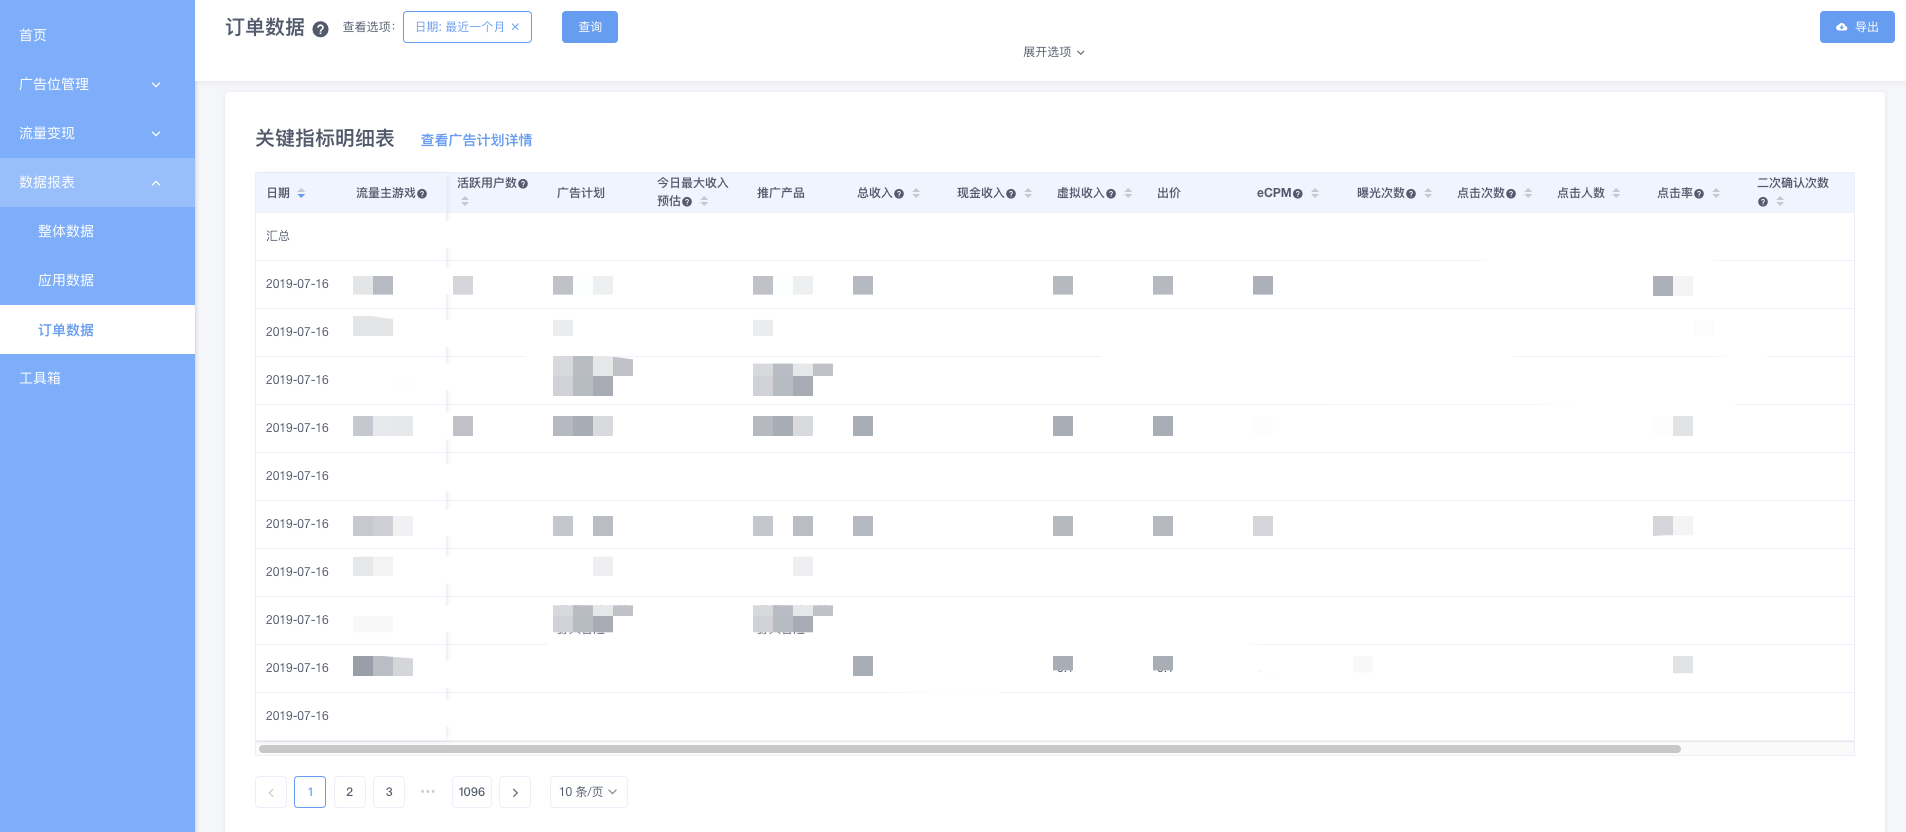 首页
广告位管理
流量变现
数据报表
整体数据
应用数据
订单数据
工具箱
订单数据 ?
查看选项:
日期: 最近一个月 ×
查询
展开选项
导出
关键指标明细表
查看广告计划详情
日期
流量主游戏?
活跃用户数?
广告计划
今日最大收入
预估?
推广产品
总收入?
现金收入?
虚拟收入?
出价
eCPM?
曝光次数?
点击次数?
点击人数
点击率?
二次确认次数
?
汇总
2019-07-16
2019-07-16
2019-07-16
2019-07-16
2019-07-16
2019-07-16
2019-07-16
2019-07-16
2019-07-16
2019-07-16
1
2
3
•••
1096
10 条/页